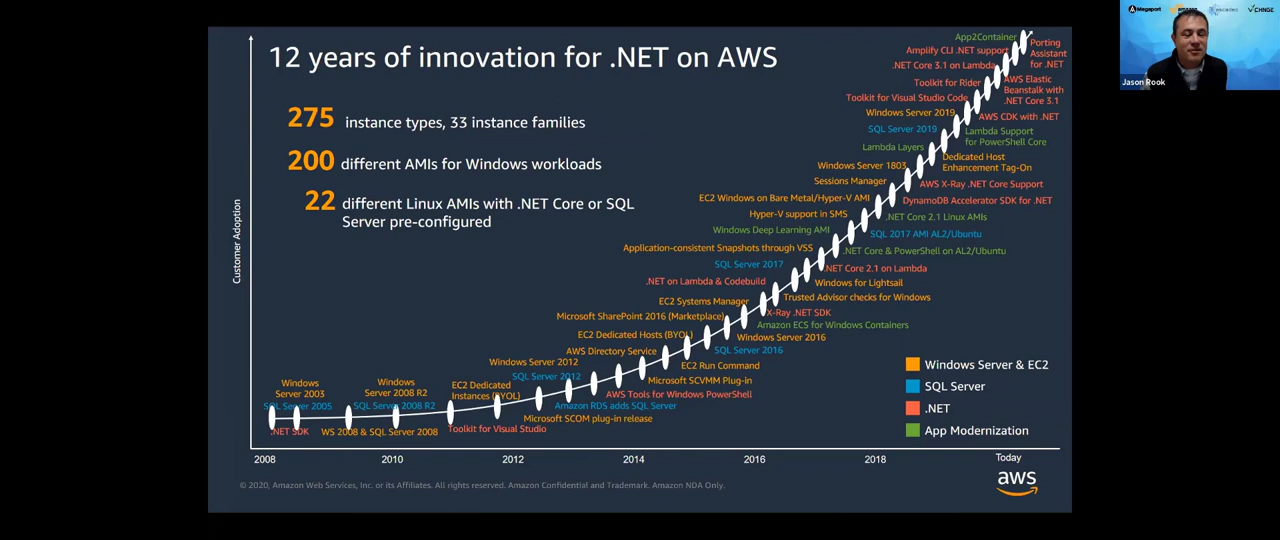 Megaport
amazon
escadeo
VCHNGE
Jason Rook
12 years of innovation for .NET on AWS
275 instance types, 33 instance families
200 different AMIs for Windows workloads
22 different Linux AMIs with .NET Core or SQL
Server pre-configured
Customer Adoption
App2Container
Porting
Assistant
for .NET
Amplify CLI .NET support
.NET Core 3.1 on Lambda
AWS Elastic
Beanstalk with
.NET Core 3.1
Toolkit for Rider
Toolkit for Visual Studio Code
Windows Server 2019
AWS CDK with .NET
SQL Server 2019
Lambda Support
for PowerShell Core
Lambda Layers
Dedicated Host
Enhancement Tag-On
Windows Server 1803
Sessions Manager
AWS X-Ray .NET Core Support
EC2 Windows on Bare Metal/Hyper-V AMI
DynamoDB Accelerator SDK for .NET
Hyper-V support in SMS
.NET Core 2.1 Linux AMIs
Windows Deep Learning AMI
SQL 2017 AMI AL2/Ubuntu
Application-consistent Snapshots through VSS
.NET Core & PowerShell on AL2/Ubuntu
SQL Server 2017
.NET Core 2.1 on Lambda
.NET on Lambda & Codebuild
Windows for Lightsail
EC2 Systems Manager
Trusted Advisor checks for Windows
Microsoft SharePoint 2016 (Marketplace)
X-Ray .NET SDK
Amazon ECS for Windows Containers
EC2 Dedicated Hosts (BYOL)
Windows Server 2016
AWS Directory Service
SQL Server 2016
Windows Server 2012
EC2 Run Command
SQL Server 2012
Microsoft SCVMM Plug-in
Windows
Server 2003
Windows
Server 2008 R2
EC2 Dedicated
Instances (BYOL)
AWS Tools for Windows PowerShell
SQL Server 2005
SQL Server 2008 R2
Amazon RDS adds SQL Server
Microsoft SCOM plug-in release
.NET SDK
WS 2008 & SQL Server 2008
Toolkit for Visual Studio
Windows Server & EC2
SQL Server
.NET
App Modernization
2008 2010 2012 2014 2016 2018 Today
© 2020, Amazon Web Services, Inc. or its Affiliates. All rights reserved. Amazon Confidential and Trademark. Amazon NDA Only.
aws